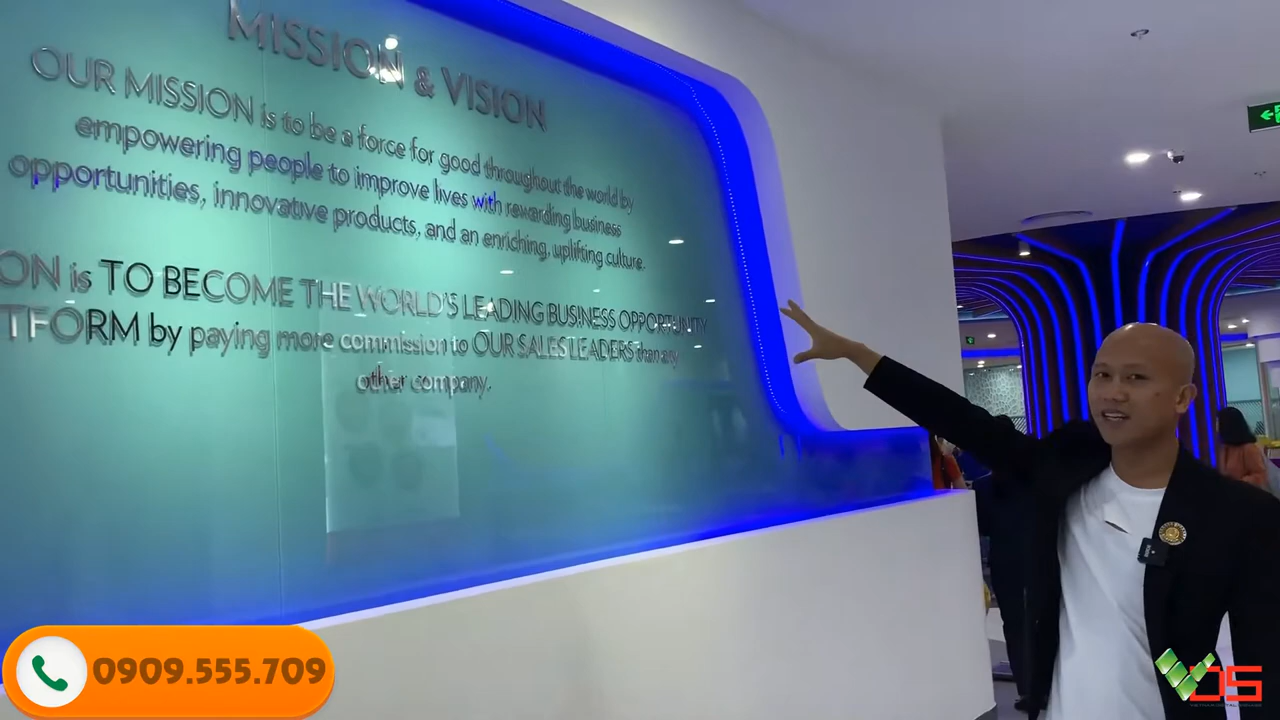 MISSION & VISION
OUR MISSION is to be a force for good throughout the world by
empowering people to improve lives with rewarding business
opportunities, innovative products, and an enriching, uplifting culture.
ON is TO BECOME THE WORLD'S LEADING BUSINESS OPPORTUNITY
TFORM by paying more commission to OUR SALES LEADERS than any
other company.
0909.555.709
VDS